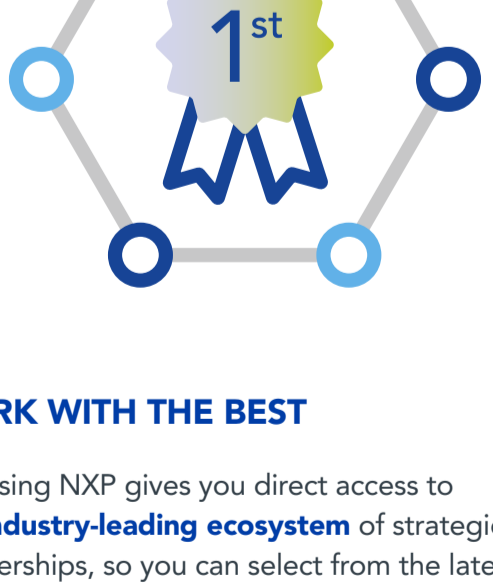 1st
RK WITH THE BEST
sing NXP gives you direct access to
ndustry-leading ecosystem of strategi
erships, so you can select from the late